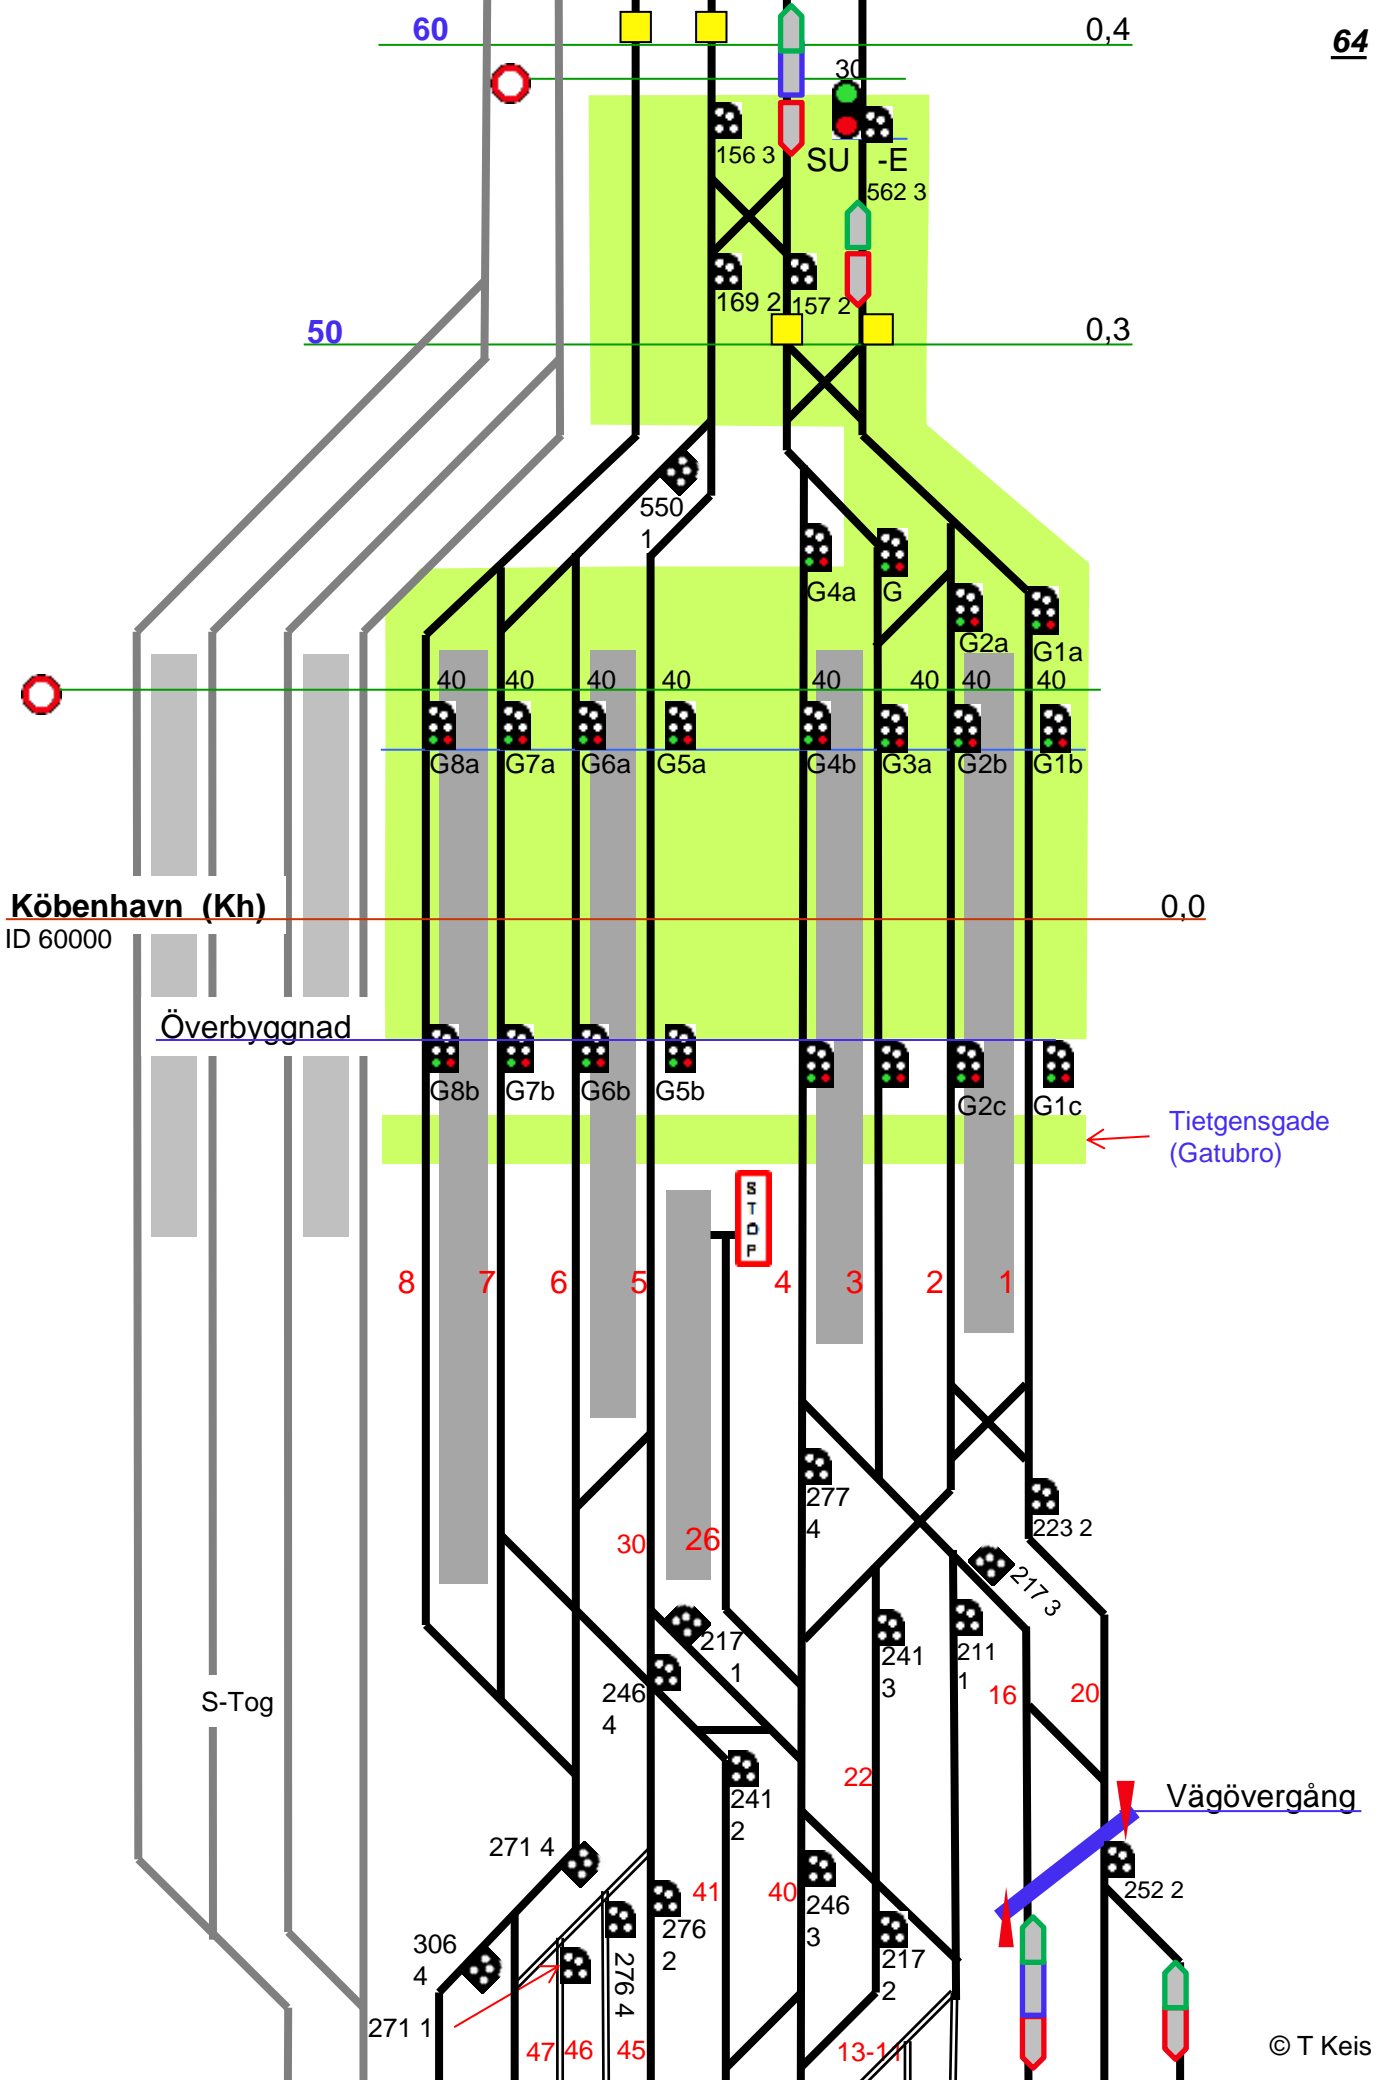 60
0,4
64
30
156 3
SU
-E
562 3
169 2
157 2
50
0,3
550
1
G4a
G
G2a
G1a
40
40
40
40
40
40
40
40
G8a
G7a
G6a
G5a
G4b
G3a
G2b
G1b
Köbenhavn (Kh)
0,0
ID 60000
Överbyggnad
G8b
G7b
G6b
G5b
G2c
G1c
Tietgensgade
(Gatubro)
S
T
O
P
8
7
6
5
4
3
2
1
277
4
223 2
30
26
217 3
217
1
241
3
211
1
246
4
16
20
S-Tog
22
241
2
Vägövergång
271 4
41
40
246
3
252 2
276
2
306
4
276 4
217
2
271 1
47
46
45
13-11
© T Keis